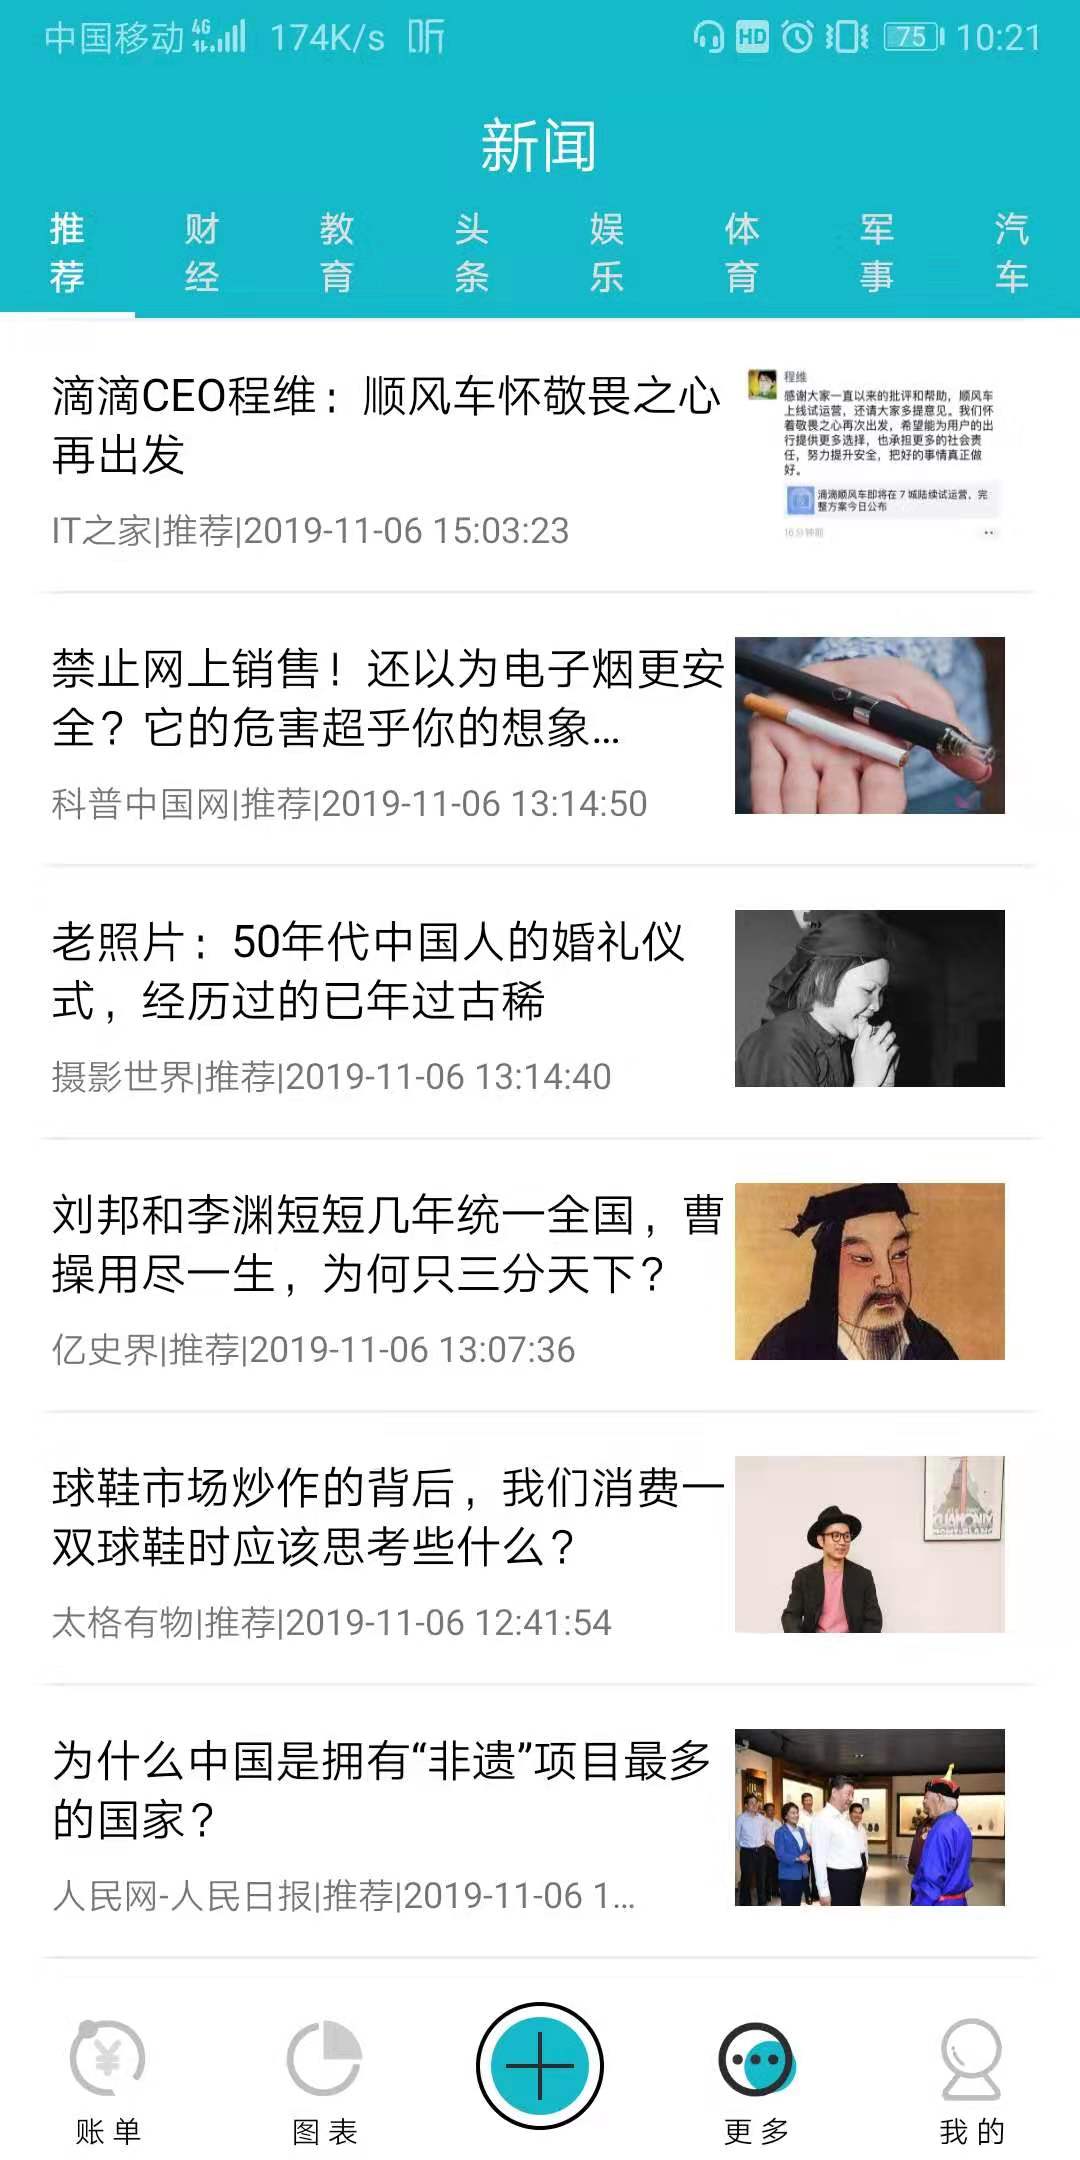 中国移动 4G 174K/s 听 HD 75 10:21
新闻
推荐 财经 教育 头条 娱乐 体育 军事 汽车
滴滴CEO程维：顺风车怀敬畏之心
再出发
IT之家|推荐|2019-11-06 15:03:23
程维
感谢大家一直以来的批评和帮助，顺风车
上线试运营，还请大家多提意见。我们怀
着敬畏之心再次出发，希望能为用户的出
行提供更多选择，也承担更多的社会责
任，努力提升安全，把好的事情真正做
好。
滴滴顺风车即将在 7 城陆续试运营，完
整方案今日公布
16分钟前
禁止网上销售！还以为电子烟更安
全？它的危害超乎你的想象...
科普中国网|推荐|2019-11-06 13:14:50
老照片：50年代中国人的婚礼仪
式，经历过的已年过古稀
摄影世界|推荐|2019-11-06 13:14:40
刘邦和李渊短短几年统一全国，曹
操用尽一生，为何只三分天下？
亿史界|推荐|2019-11-06 13:07:36
球鞋市场炒作的背后，我们消费一
双球鞋时应该思考些什么？
太格有物|推荐|2019-11-06 12:41:54
为什么中国是拥有“非遗”项目最多
的国家？
人民网-人民日报|推荐|2019-11-06 1...
账单 图表 更多 我的